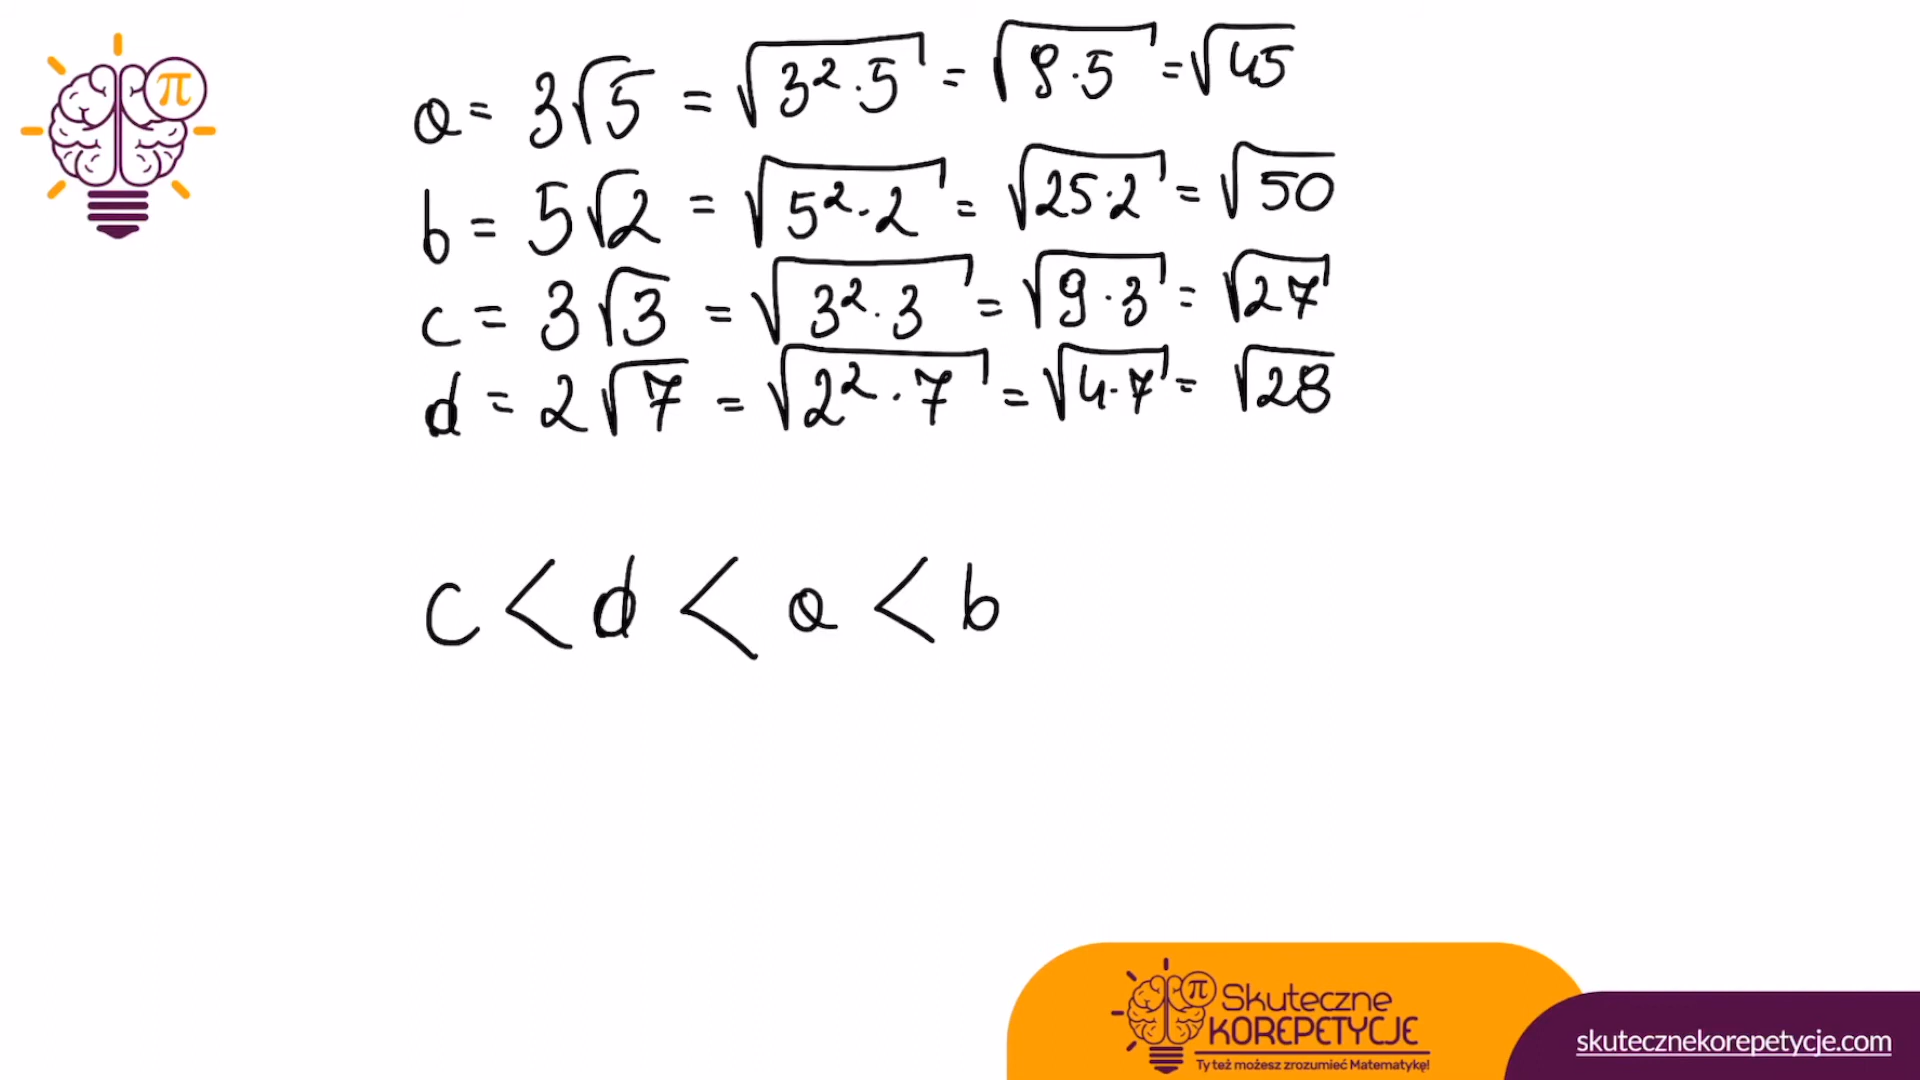 π
a = 3√5 = √3²·5 = √9·5 = √45
b = 5√2 = √5²·2 = √25·2 = √50
c = 3√3 = √3²·3 = √9·3 = √27
d = 2√7 = √2²·7 = √4·7 = √28
c < d < a < b
π
Skuteczne
KOREPETYCJE
Ty też możesz zrozumieć Matematykę!
skutecznekorepetycje.com